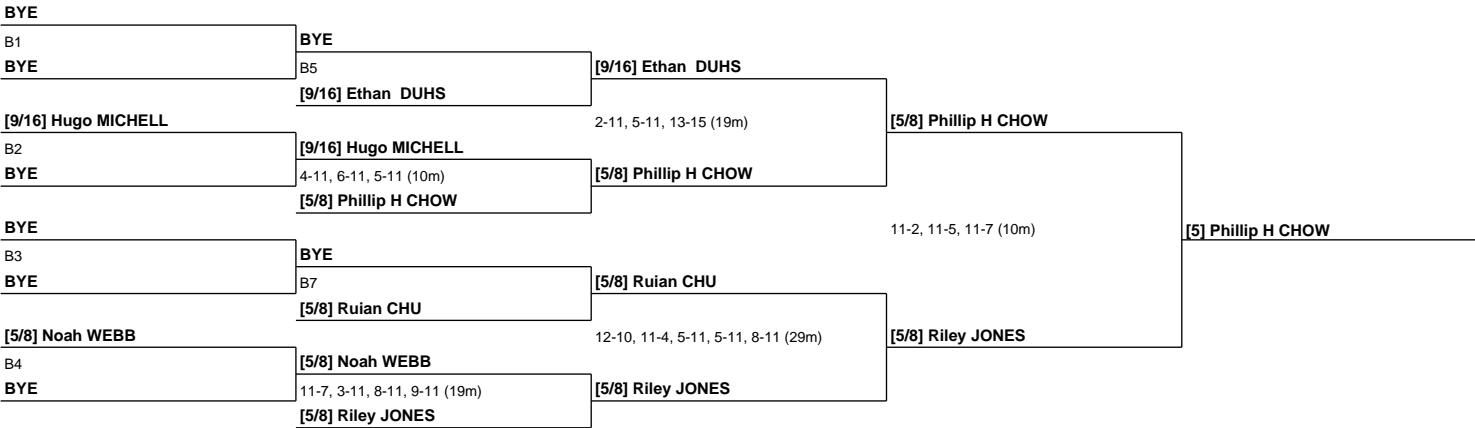 BYE
B1
BYE
[9/16] Hugo MICHELL
B2
BYE
BYE
B3
BYE
[5/8] Noah WEBB
B4
BYE
BYE
B5
[9/16] Ethan  DUHS
[9/16] Hugo MICHELL
4-11, 6-11, 5-11 (10m)
[5/8] Phillip H CHOW
BYE
B7
[5/8] Ruian CHU
[5/8] Noah WEBB
11-7, 3-11, 8-11, 9-11 (19m)
[5/8] Riley JONES
[9/16] Ethan  DUHS
2-11, 5-11, 13-15 (19m)
[5/8] Phillip H CHOW
[5/8] Ruian CHU
12-10, 11-4, 5-11, 5-11, 8-11 (29m)
[5/8] Riley JONES
[5/8] Phillip H CHOW
11-2, 11-5, 11-7 (10m)
[5/8] Riley JONES
[5] Phillip H CHOW